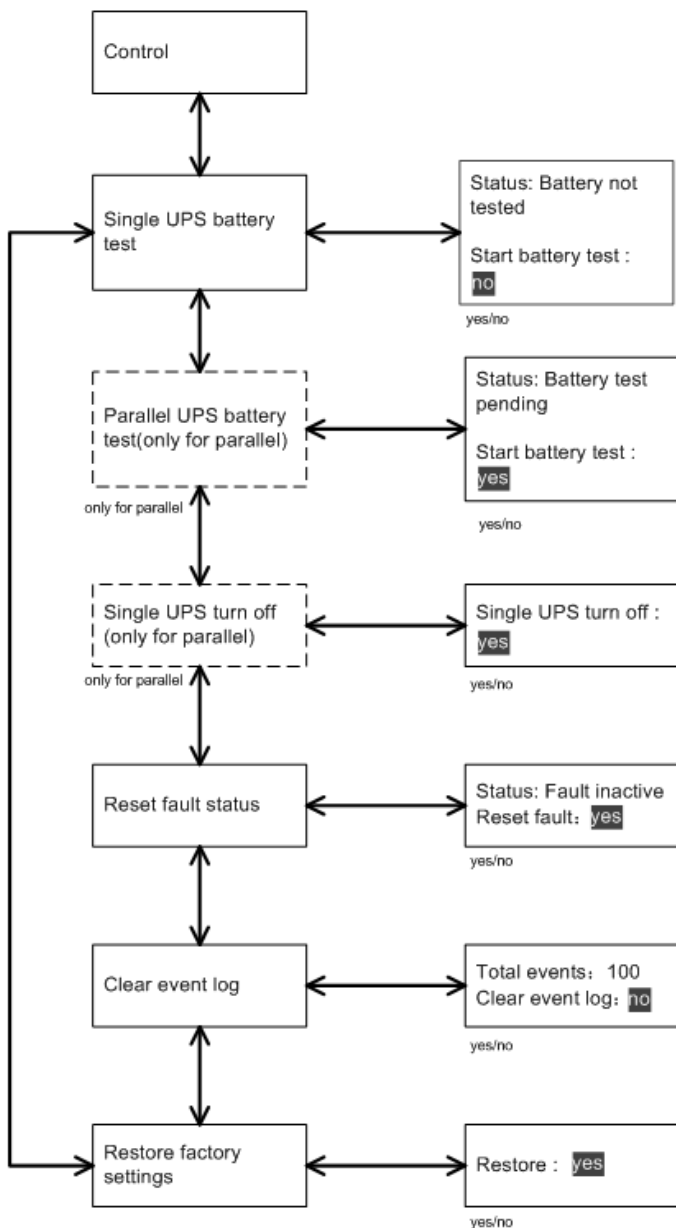 Control
Single UPS battery
test
Status: Battery not
tested
Start battery test :
no
yes/no
Parallel UPS battery
test(only for parallel)
Status: Battery test
pending
Start battery test :
yes
yes/no
only for parallel
Single UPS turn off
(only for parallel)
Single UPS turn off :
yes
yes/no
only for parallel
Reset fault status
Status: Fault inactive
Reset fault：yes
yes/no
Clear event log
Total events：100
Clear event log：no
yes/no
Restore factory
settings
Restore : yes
yes/no